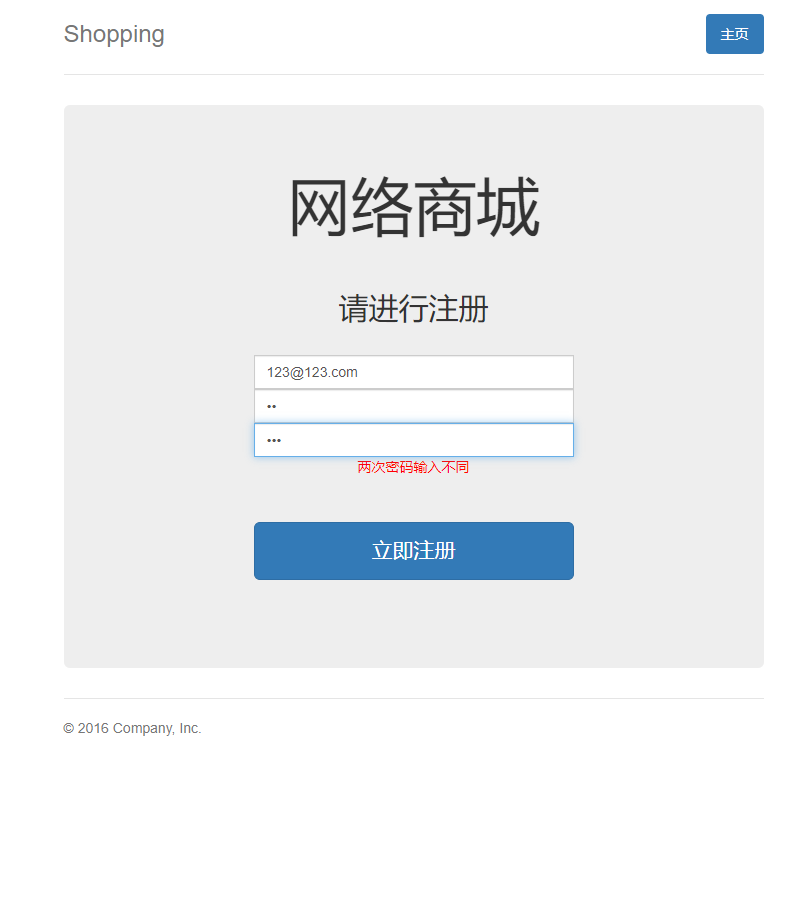 Shopping
主页
网络商城
请进行注册
123@123.com
••
•••
两次密码输入不同
立即注册
© 2016 Company, Inc.